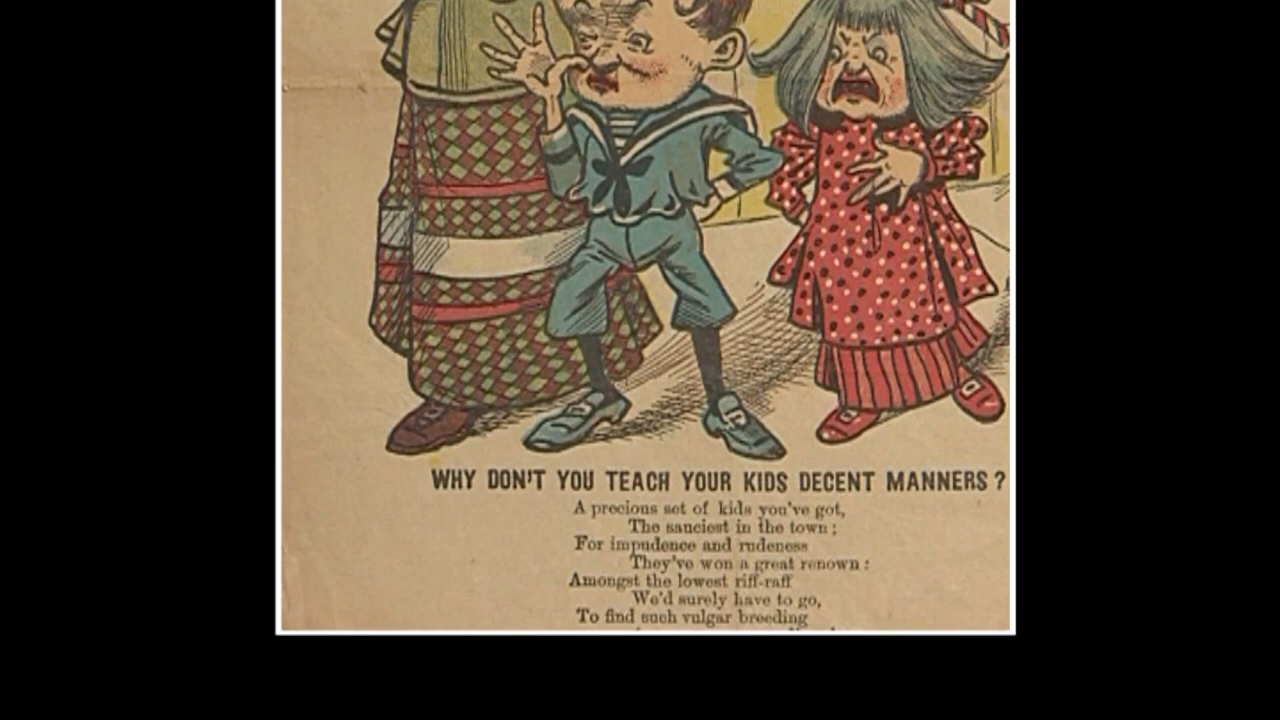 WHY DON'T YOU TEACH YOUR KIDS DECENT MANNERS?
A precious set of kids you've got,
The sauciest in the town;
For impudence and rudeness
They've won a great renown:
Amongst the lowest riff-raff
We'd surely have to go,
To find such vulgar breeding